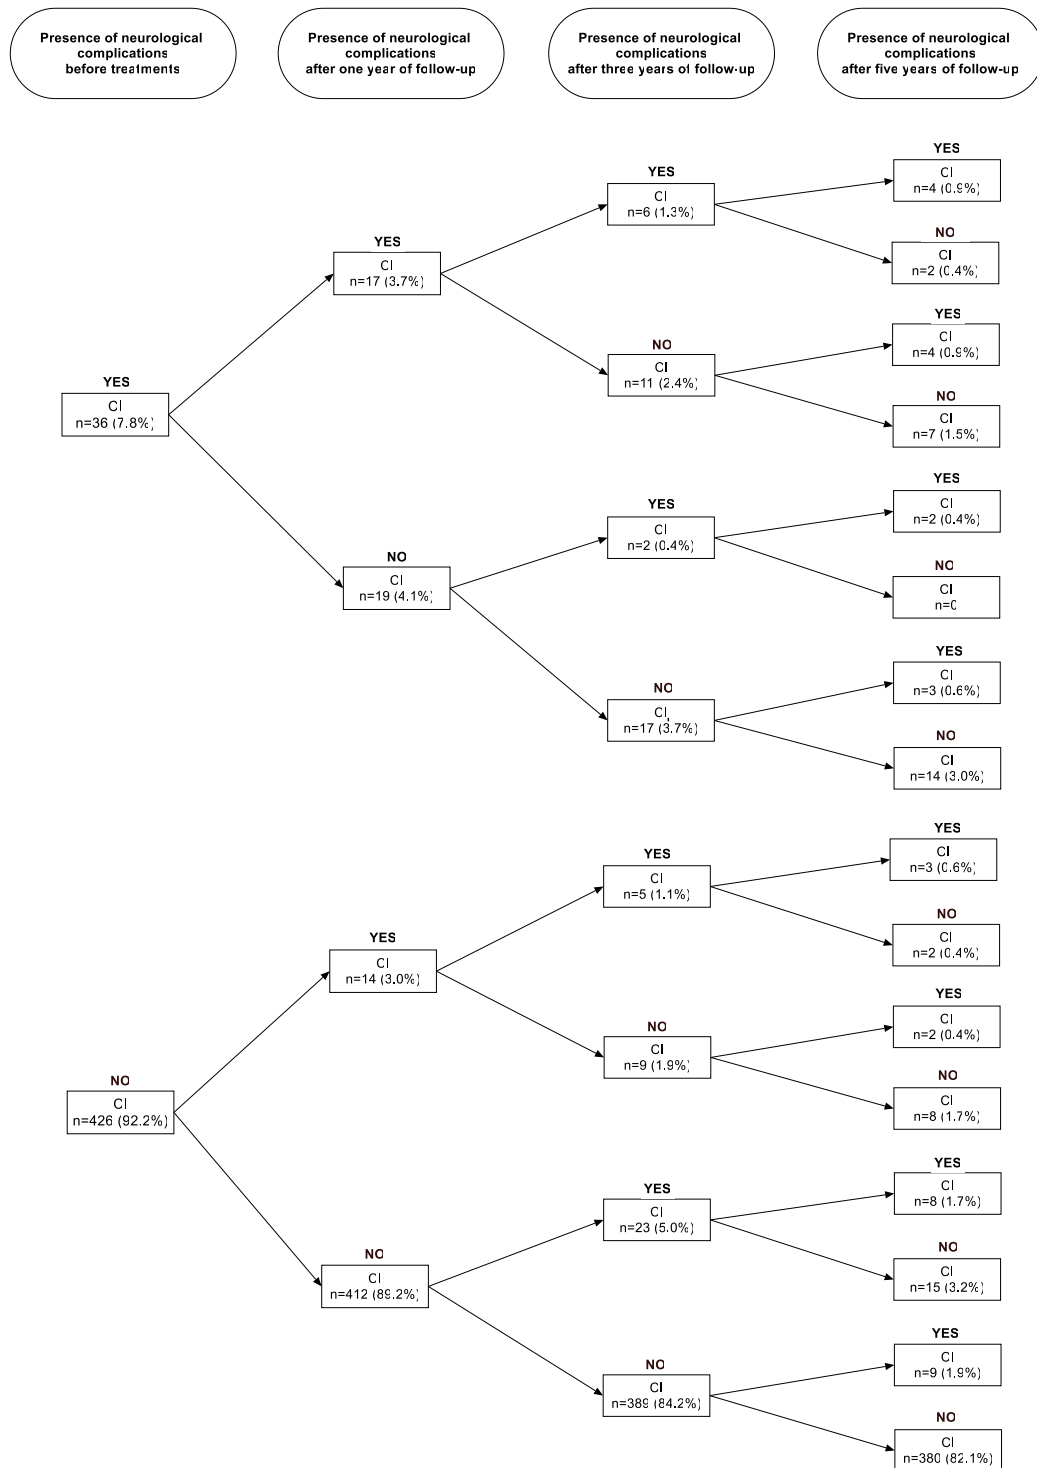 Presence of neurological
complications
before treatments
Presence of neurological
complications
after one year of follow-up
Presence of neurological
complications
after three years of follow-up
Presence of neurological
complications
after five years of follow-up
YES
CI
n=36 (7.8%)
YES
CI
n=17 (3.7%)
YES
CI
n=6 (1.3%)
YES
CI
n=4 (0.9%)
NO
CI
n=2 (0.4%)
NO
CI
n=11 (2.4%)
YES
CI
n=4 (0.9%)
NO
CI
n=7 (1.5%)
NO
CI
n=19 (4.1%)
YES
CI
n=2 (0.4%)
YES
CI
n=2 (0.4%)
NO
CI
n=0
NO
CI
n=17 (3.7%)
YES
CI
n=3 (0.6%)
NO
CI
n=14 (3.0%)
NO
CI
n=426 (92.2%)
YES
CI
n=14 (3.0%)
YES
CI
n=5 (1.1%)
YES
CI
n=3 (0.6%)
NO
CI
n=2 (0.4%)
NO
CI
n=9 (1.9%)
YES
CI
n=2 (0.4%)
NO
CI
n=8 (1.7%)
NO
CI
n=412 (89.2%)
YES
CI
n=23 (5.0%)
YES
CI
n=8 (1.7%)
NO
CI
n=15 (3.2%)
NO
CI
n=389 (84.2%)
YES
CI
n=9 (1.9%)
NO
CI
n=380 (82.1%)